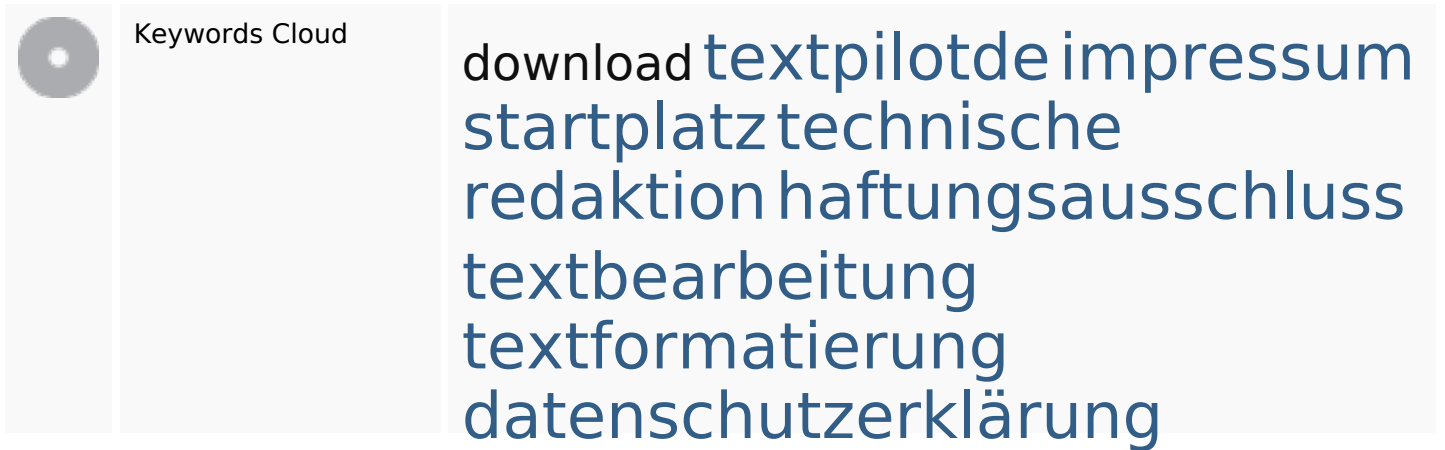 Keywords Cloud
download textpilotde impressum
startplatz technische
redaktion haftungsausschluss
textbearbeitung
textformatierung
datenschutzerklärung